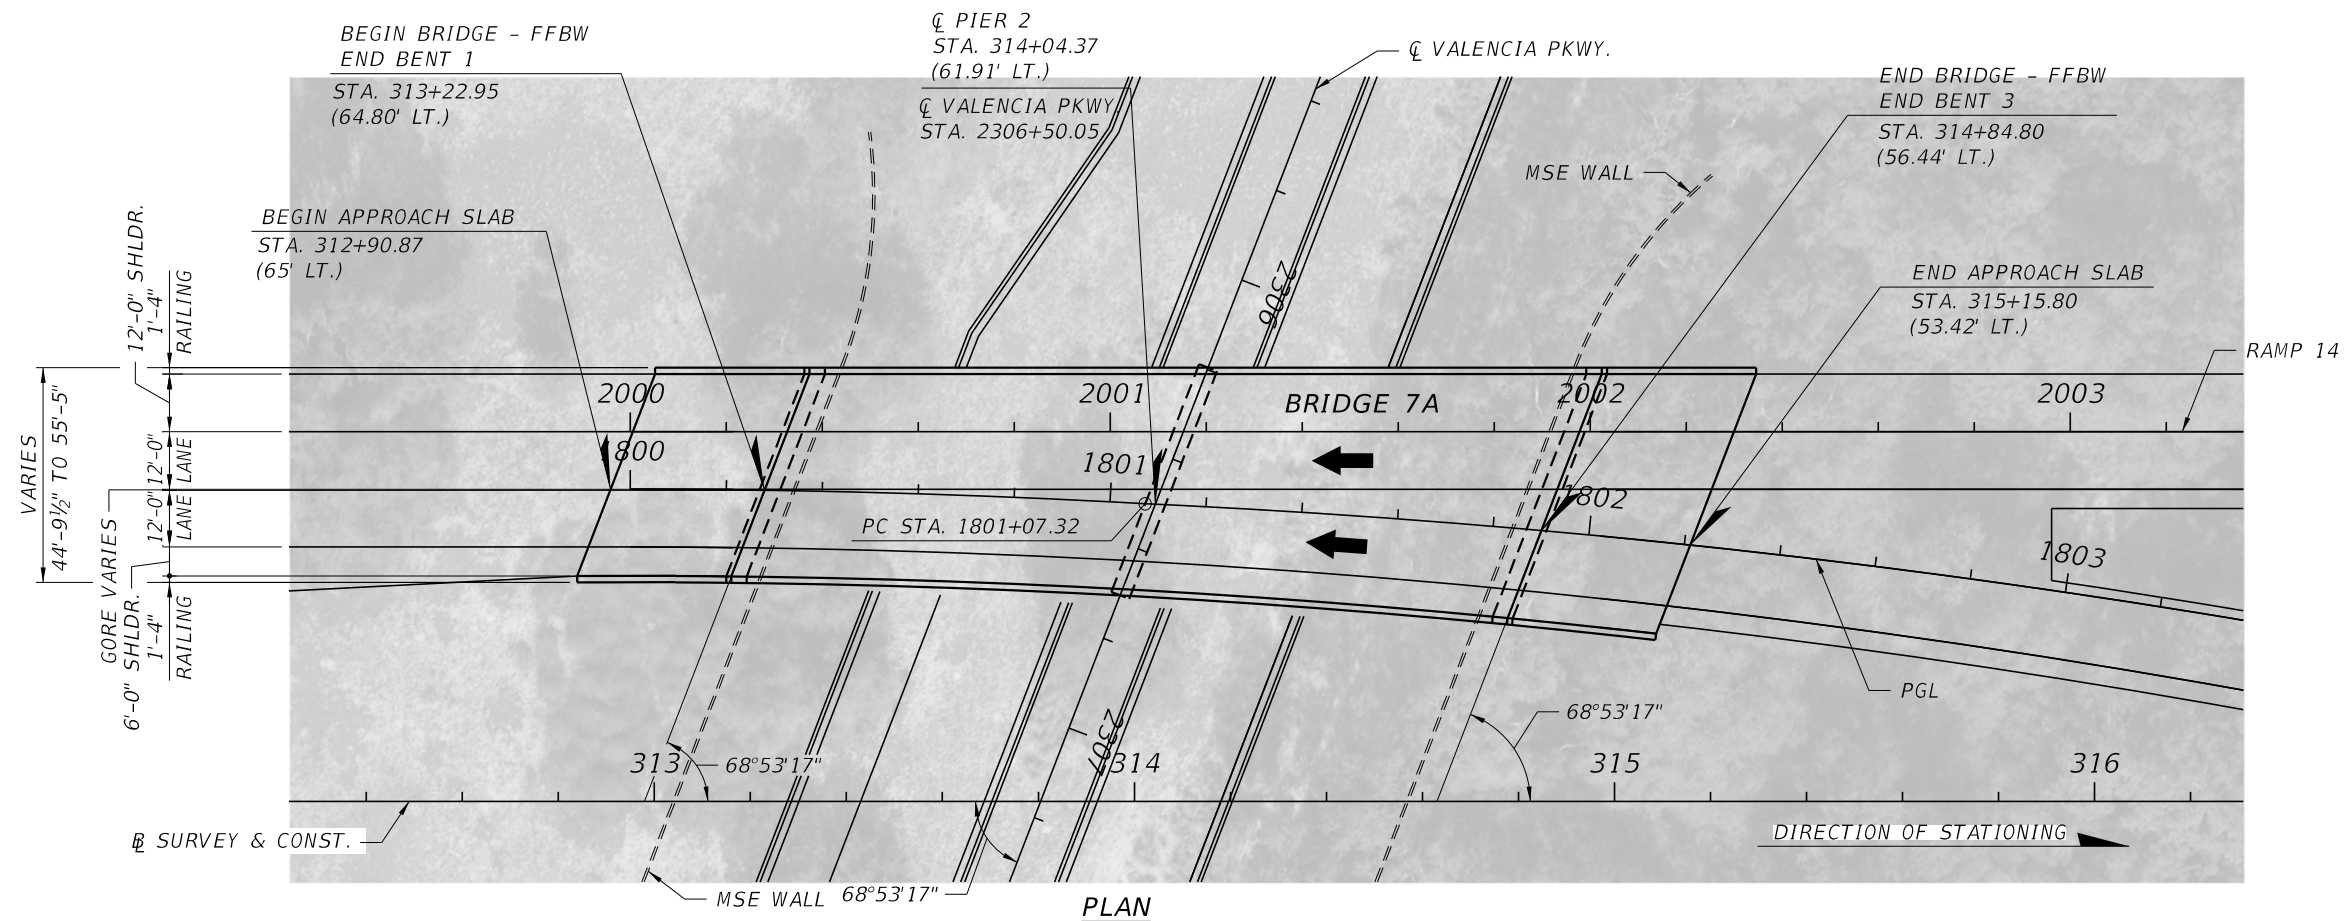 BEGIN BRIDGE – FFBW
END BENT 1
STA. 313+22.95
(64.80' LT.)
℄ PIER 2
STA. 314+04.37
(61.91' LT.)
℄ VALENCIA PKWY
STA. 2306+50.05
℄ VALENCIA PKWY.
END BRIDGE – FFBW
END BENT 3
STA. 314+84.80
(56.44' LT.)
MSE WALL
BEGIN APPROACH SLAB
STA. 312+90.87
(65' LT.)
END APPROACH SLAB
STA. 315+15.80
(53.42' LT.)
RAMP 14
12'-0" SHLDR.
1'-4"
RAILING
VARIES
44'-9½" TO 55'-5"
12'-0"
LANE
12'-0"
LANE
GORE VARIES
6'-0" SHLDR.
1'-4"
RAILING
2306
2000
2001
BRIDGE 7A
2002
2003
1800
1801
1802
1803
PC STA. 1801+07.32
PGL
68°53'17"
2307
313
68°53'17"
314
315
316
BL SURVEY & CONST.
DIRECTION OF STATIONING
MSE WALL
68°53'17"
PLAN